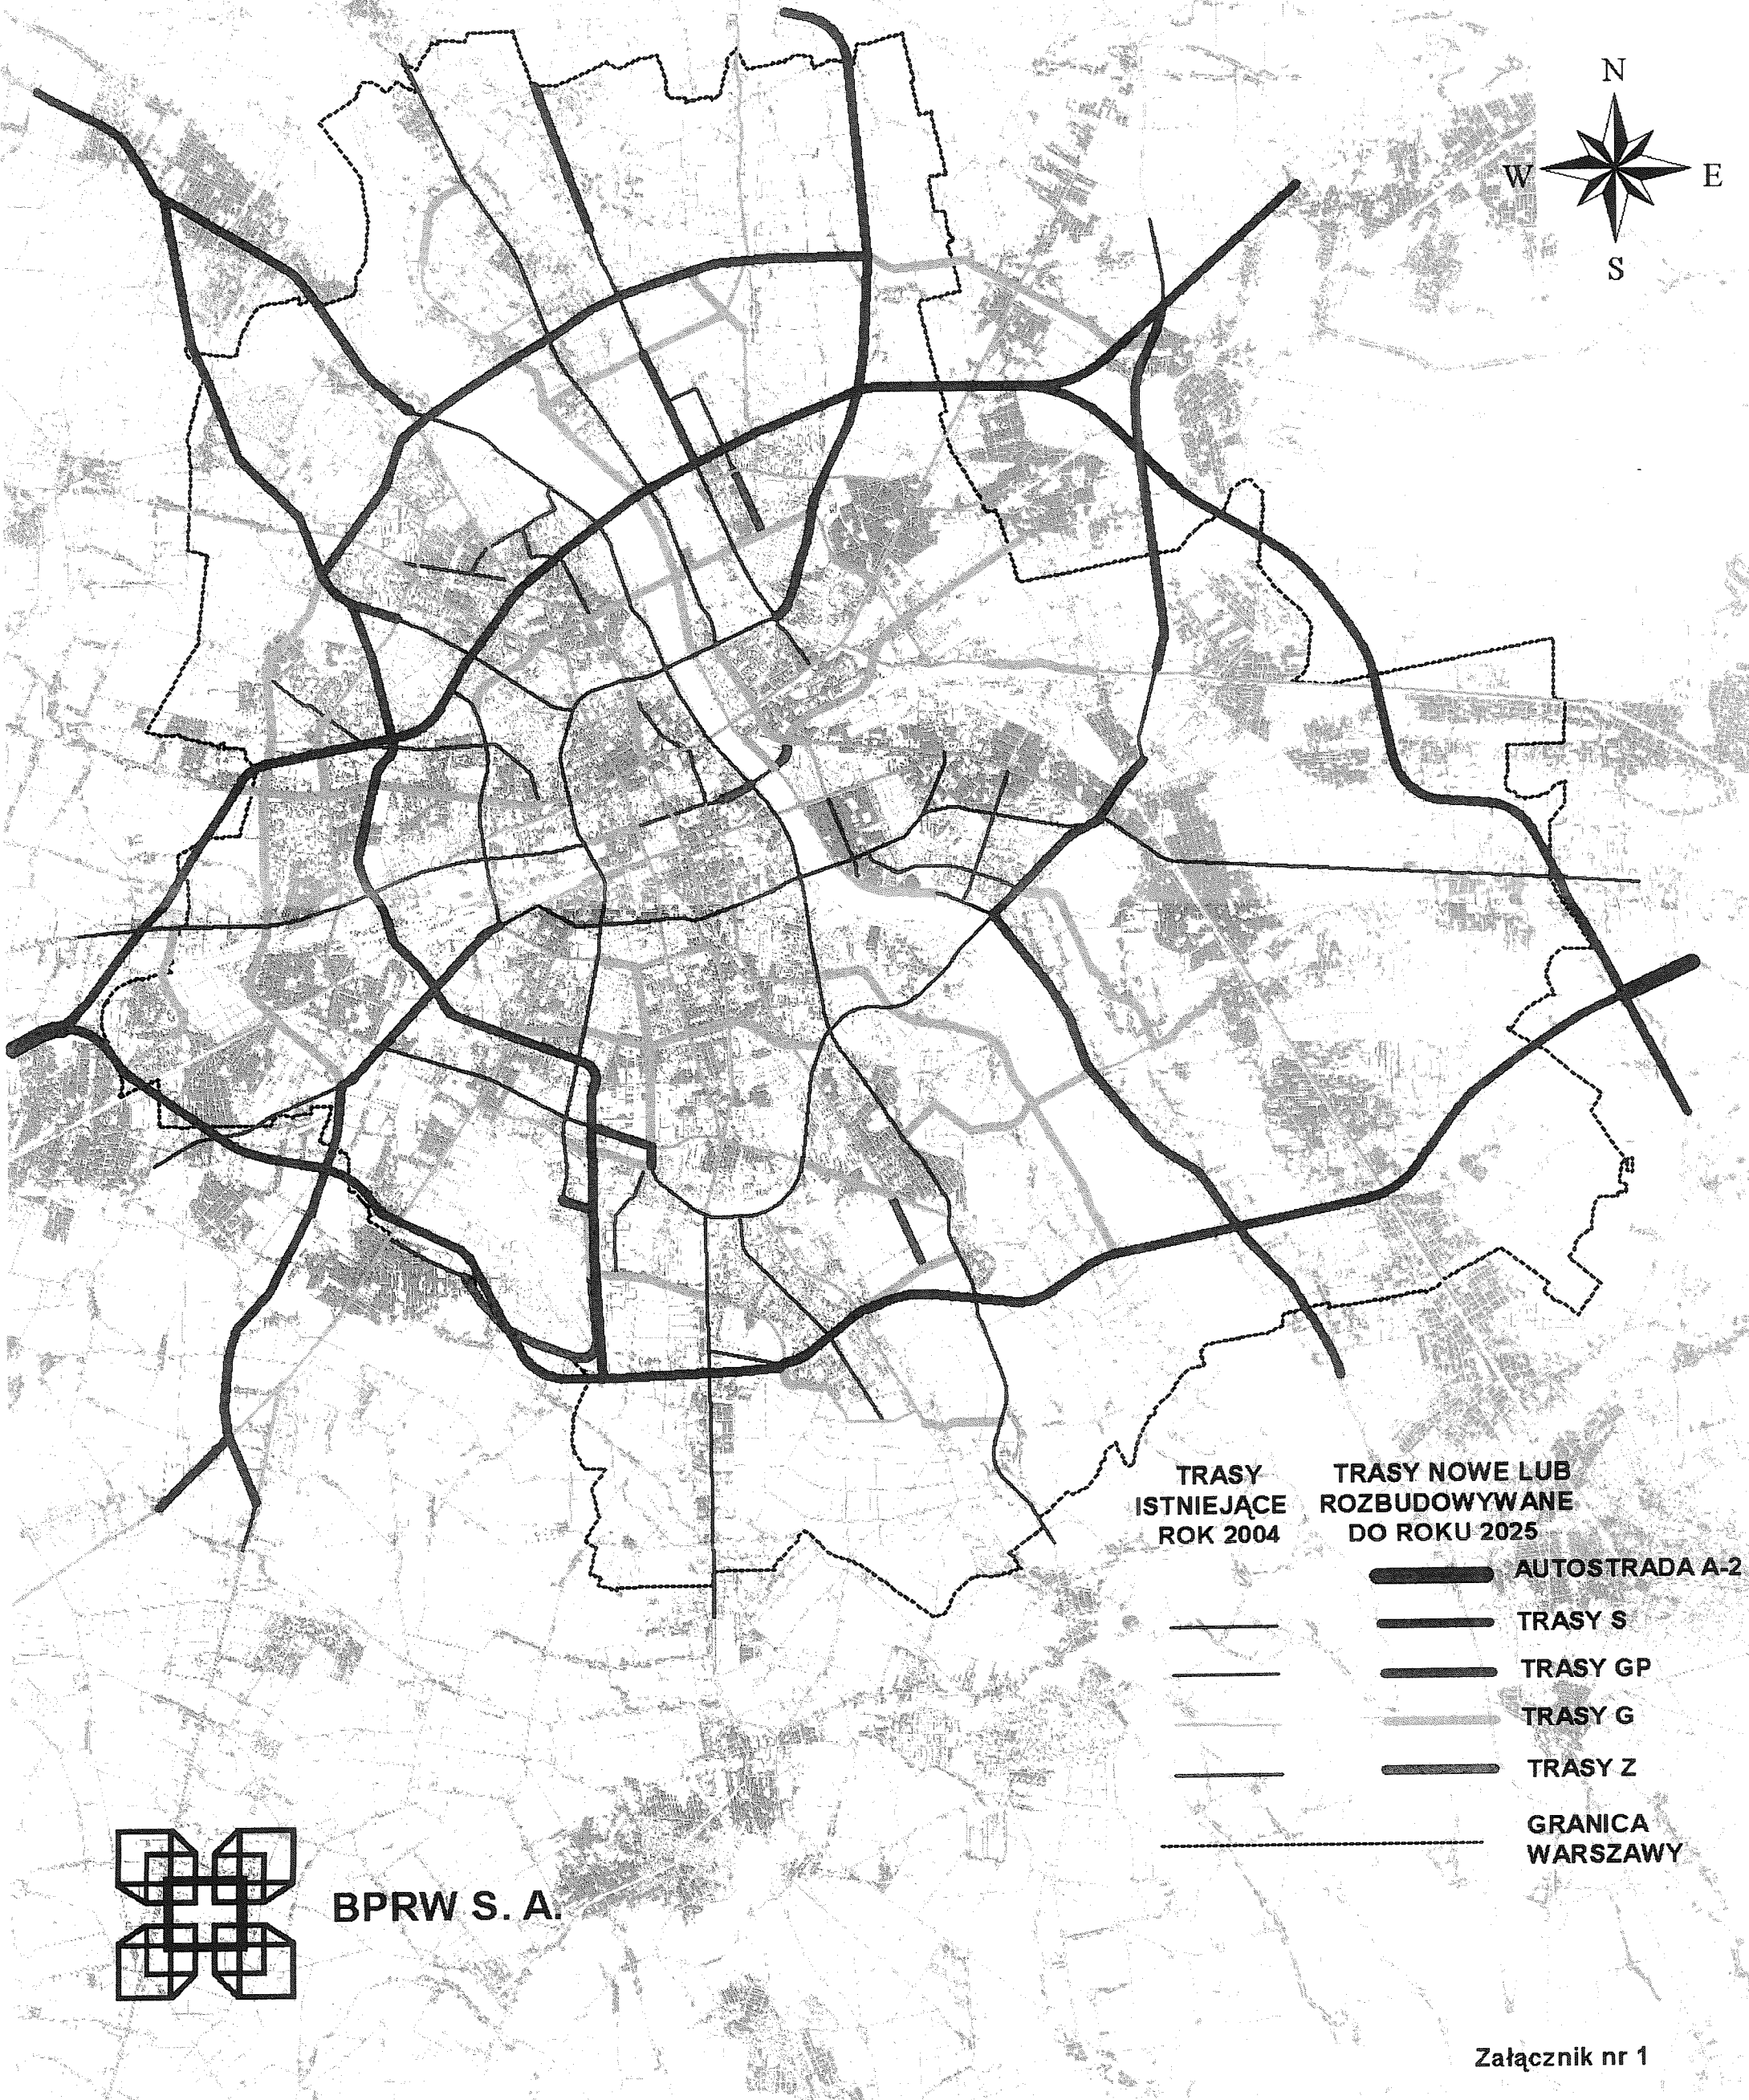 N
W
E
S
TRASY
ISTNIEJĄCE
ROK 2004
TRASY NOWE LUB
ROZBUDOWYWANE
DO ROKU 2025
AUTOSTRADA A-2
TRASY S
TRASY GP
TRASY G
TRASY Z
GRANICA
WARSZAWY
BPRW S. A.
Załącznik nr 1